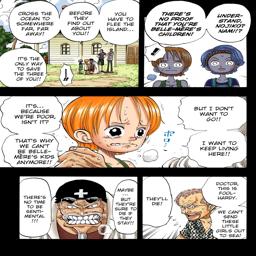 CROSS THE
OCEAN TO
SOMEWHERE
FAR, FAR
AWAY!
BEFORE
THEY FIND
OUT
ABOUT
YOU!!
YOU
HAVE TO
FLEE THE
ISLAND...
IT'S THE
ONLY WAY
TO SAVE
THE THREE
OF YOU!!
THERE'S
NO PROOF
THAT YOU'RE
BELLE-
MÈRE'S
CHILDREN!
UNDER-
STAND,
NOJIKO?
NAMI!?
IT'S...
BECAUSE
WE'RE POOR,
ISN'T IT?
THAT'S WHY
WE CAN'T BE
BELLE-
MÈRE'S KIDS
ANYMORE!!
BUT I DON'T
WANT TO
GO!!
I WANT TO
KEEP LIVING
HERE!!
THERE'S
NO TIME
TO BE
SENTI-
MENTAL
!!!
MAYBE
...
BUT
THEY'RE
SURE TO
DIE IF
THEY
STAY!!
THEY'LL
DIE!
DOCTOR,
THIS IS
FOOL-
HARDY.
WE CAN'T
SEND
LITTLE
GIRLS OUT
TO SEA!